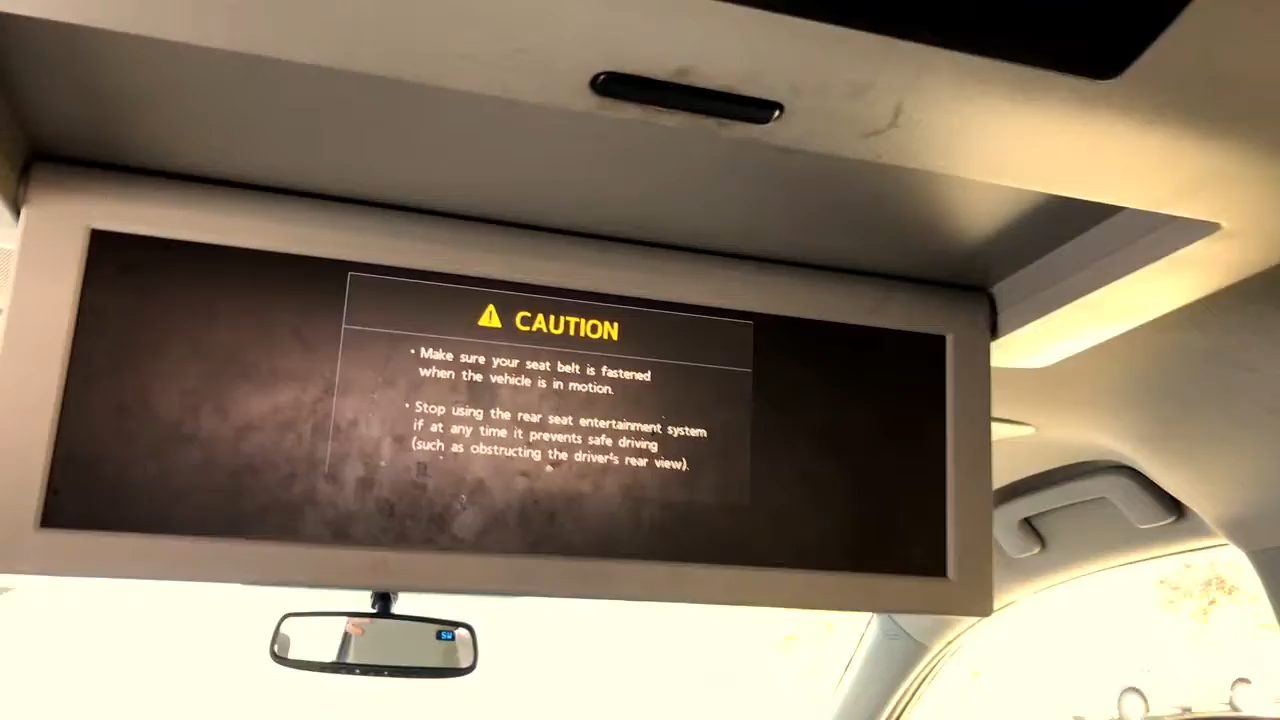 CAUTION
• Make sure your seat belt is fastened
when the vehicle is in motion.
• Stop using the rear seat entertainment system
if at any time it prevents safe driving
(such as obstructing the driver's rear view).
SW